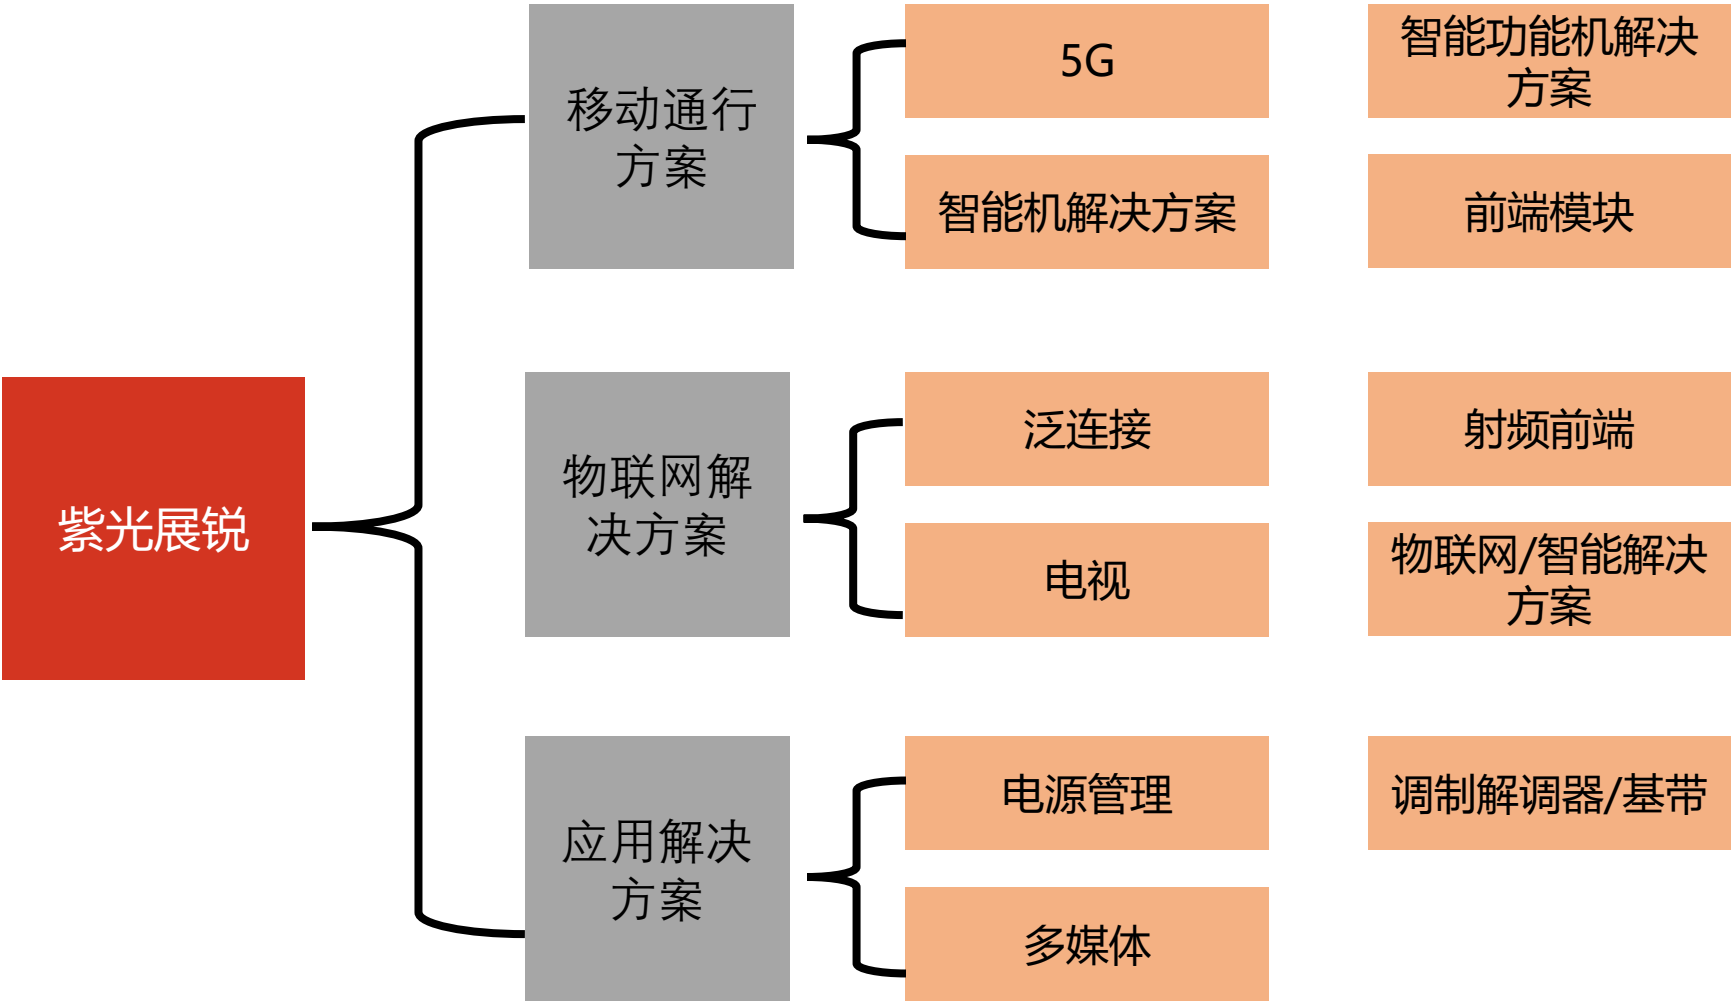 紫光展锐
移动通行
方案
5G
智能功能机解决
方案
智能机解决方案
前端模块
物联网解
决方案
泛连接
射频前端
电视
物联网/智能解决
方案
应用解决
方案
电源管理
调制解调器/基带
多媒体